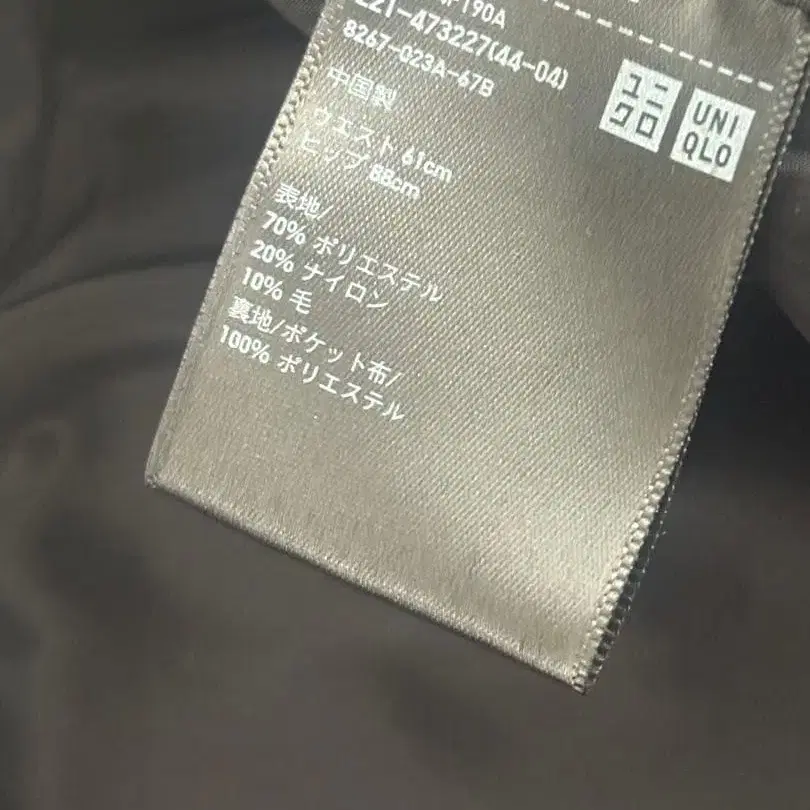 221-473227(44-04)
8267-023A-67B
中国製
ウエスト 61cm
ヒップ 88cm
表地/
70% ポリエステル
20% ナイロン
10% 毛
裏地/ポケット布/
100% ポリエステル
ユニ
クロ
UNI
QLO